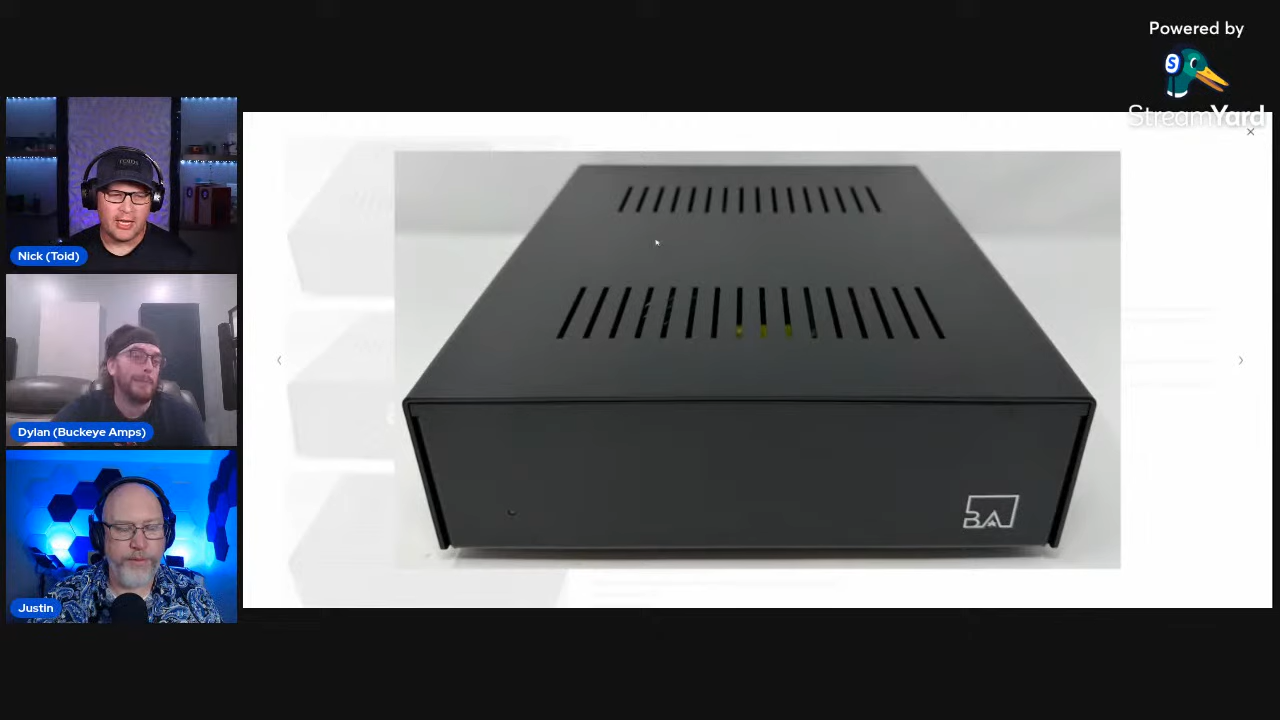 Powered by
S
StreamYard
Nick (Toid)
Dylan (Buckeye Amps)
Justin
BA